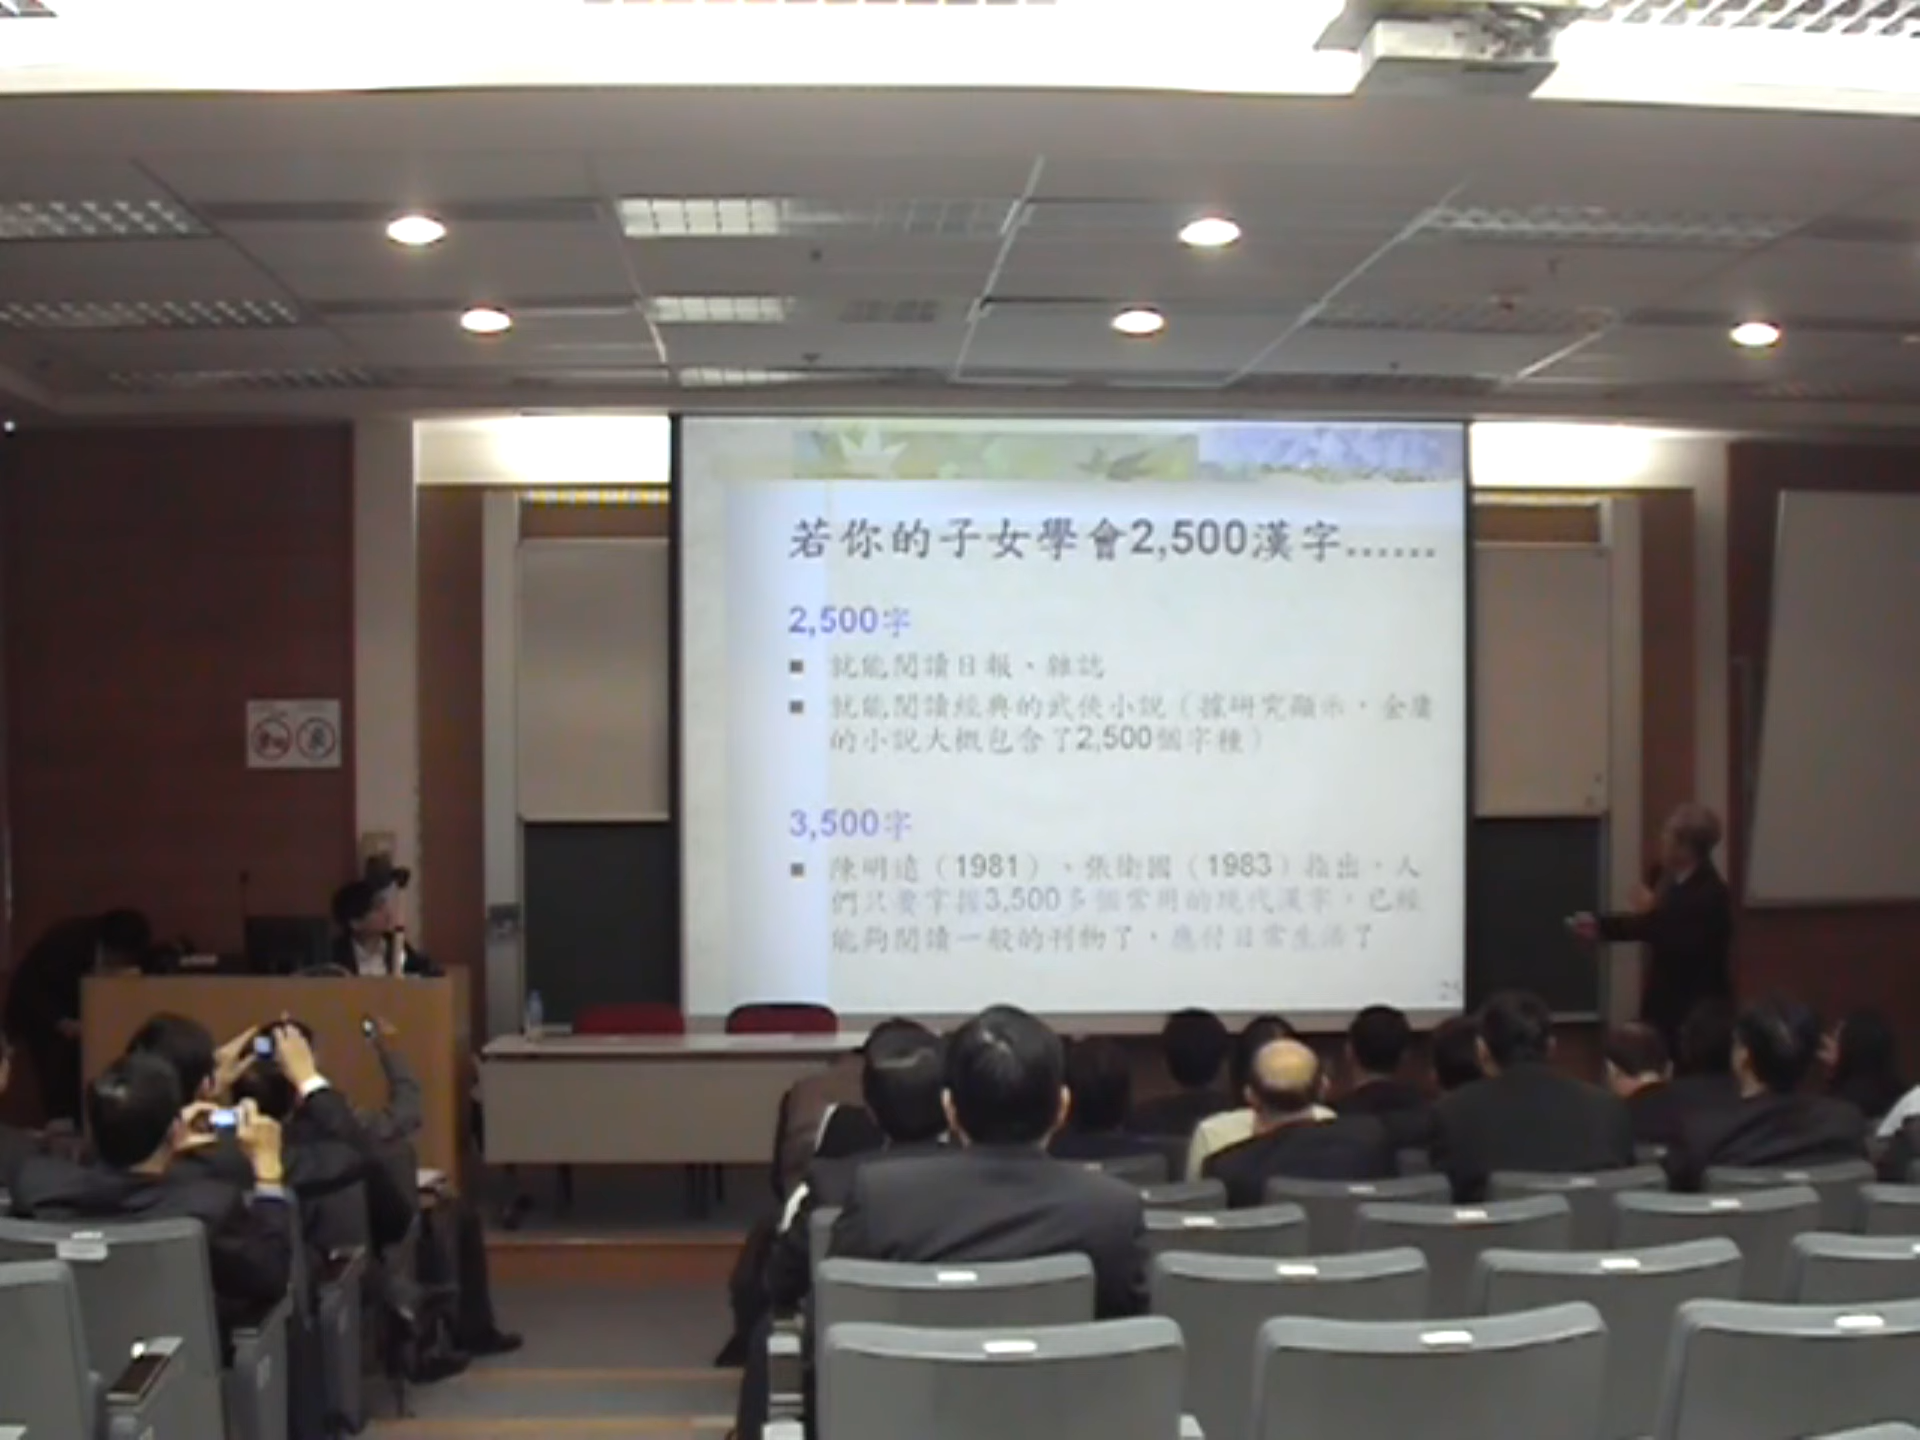 若你的子女學會2,500漢字……
2,500字
■ 就能閱讀日報、雜誌
■ 就能閱讀經典的武俠小說（據研究顯示，金庸
的小說大概包含了2,500個字種）
3,500字
■ 陳明遠（1981）、張衛國（1983）指出，人
們只要掌握3,500多個常用的現代漢字，已經
能夠閱讀一般的刊物了，應付日常生活了